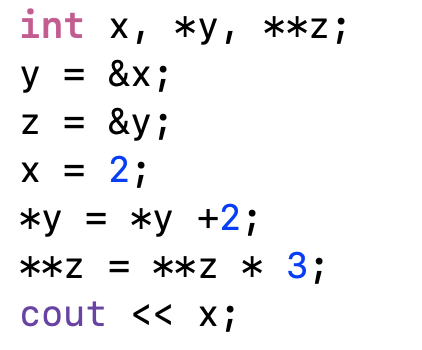 int x, *y, **z;
y = &x;
z = &y;
x = 2;
*y = *y +2;
**z = **z * 3;
cout << x;